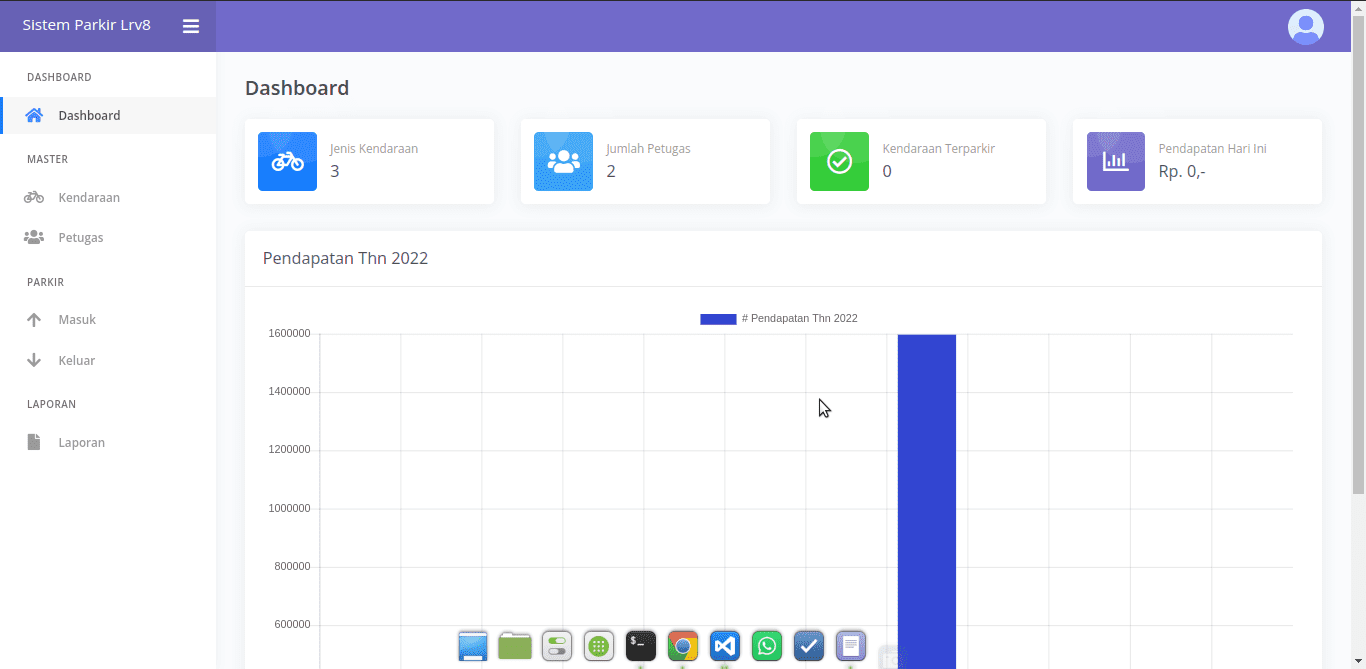 Sistem Parkir Lrv8
DASHBOARD
Dashboard
MASTER
Kendaraan
Petugas
PARKIR
Masuk
Keluar
LAPORAN
Laporan
Dashboard
Jenis Kendaraan
3
Jumlah Petugas
2
Kendaraan Terparkir
0
Pendapatan Hari Ini
Rp. 0,-
Pendapatan Thn 2022
# Pendapatan Thn 2022
1600000
1400000
1200000
1000000
800000
600000